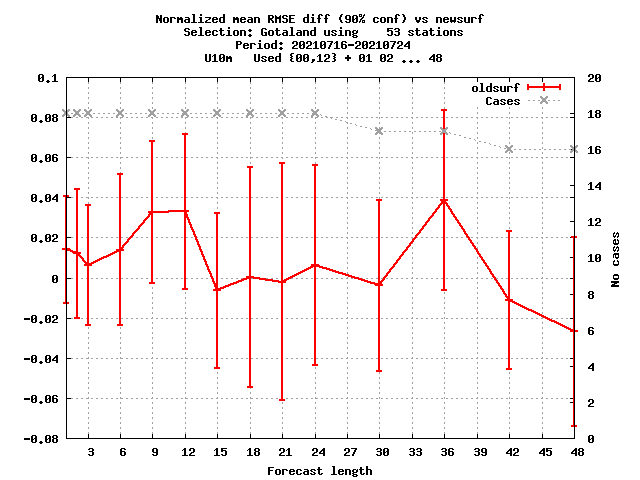 Normalized mean RMSE diff (90% conf) vs newsurf
Selection: Gotaland using    53 stations
Period: 20210716-20210724
U10m   Used {00,12} + 01 02 ... 48
oldsurf
Cases
0.1
0.08
0.06
0.04
0.02
0
-0.02
-0.04
-0.06
-0.08
20
18
16
14
12
10
8
6
4
2
0
No cases
3 6 9 12 15 18 21 24 27 30 33 36 39 42 45 48
Forecast length